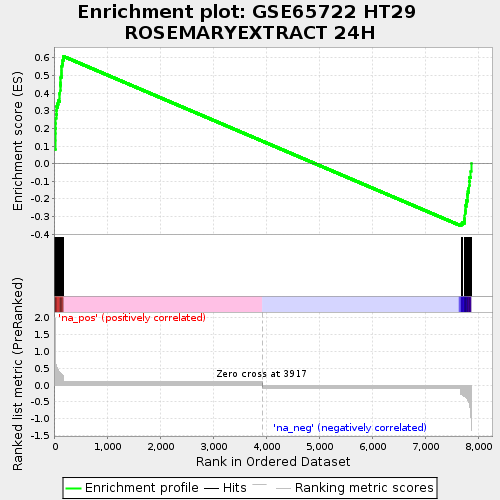 Enrichment plot: GSE65722 HT29
ROSEMARYEXTRACT 24H
Enrichment score (ES)
0.6
0.5
0.4
0.3
0.2
0.1
0.0
-0.1
-0.2
-0.3
-0.4
'na_pos' (positively correlated)
Ranked list metric (PreRanked)
2.0
1.5
1.0
0.5
0.0
-0.5
-1.0
-1.5
Zero cross at 3917
'na_neg' (negatively correlated)
0 1,000 2,000 3,000 4,000 5,000 6,000 7,000 8,000
Rank in Ordered Dataset
Enrichment profile Hits Ranking metric scores